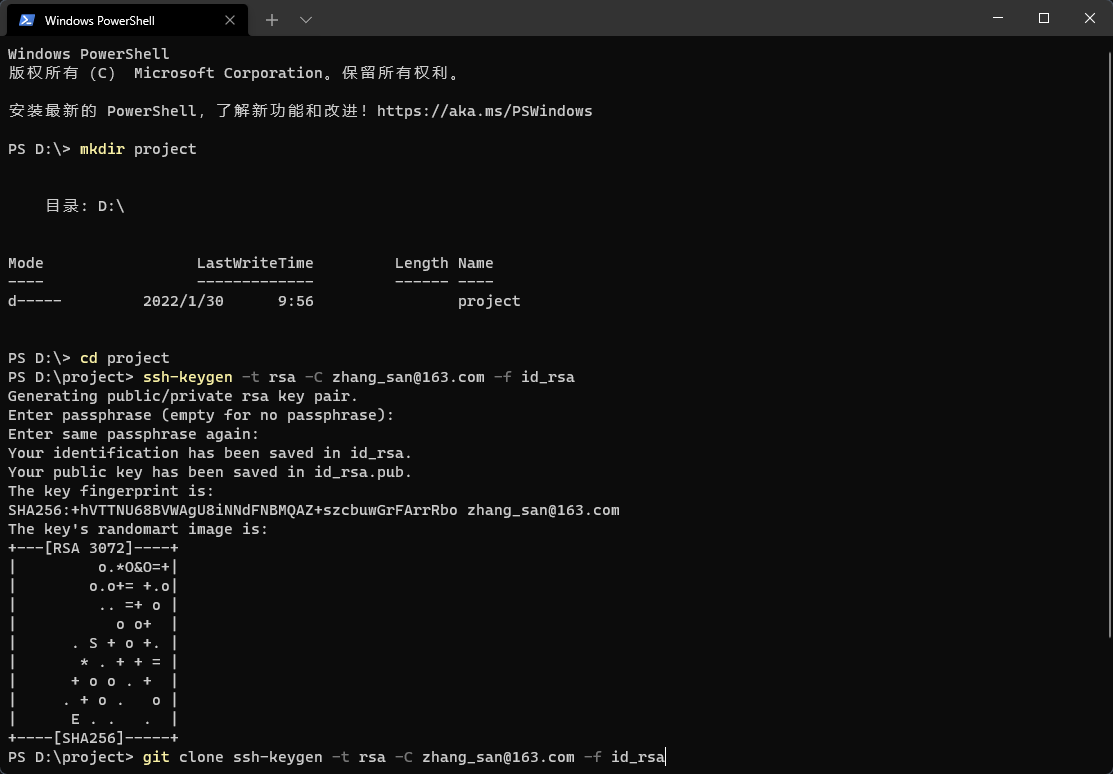 Windows PowerShell
Windows PowerShell
版权所有 (C)  Microsoft Corporation。保留所有权利。
安装最新的 PowerShell，了解新功能和改进！https://aka.ms/PSWindows
PS D:\> mkdir project
    目录: D:\
Mode                 LastWriteTime         Length Name
----                 -------------         ------ ----
d-----         2022/1/30      9:56                project
PS D:\> cd project
PS D:\project> ssh-keygen -t rsa -C zhang_san@163.com -f id_rsa
Generating public/private rsa key pair.
Enter passphrase (empty for no passphrase):
Enter same passphrase again:
Your identification has been saved in id_rsa.
Your public key has been saved in id_rsa.pub.
The key fingerprint is:
SHA256:+hVTTNU68BVWAgU8iNNdFNBMQAZ+szcbuwGrFArrRbo zhang_san@163.com
The key's randomart image is:
+---[RSA 3072]----+
|         o.*O&O=+|
|        o.o+= +.o|
|         .. =+ o |
|           o o+  |
|      . S + o +. |
|       * . + + = |
|      + o o . +  |
|     . + o .   o |
|      E . .   .  |
+----[SHA256]-----+
PS D:\project> git clone ssh-keygen -t rsa -C zhang_san@163.com -f id_rsa